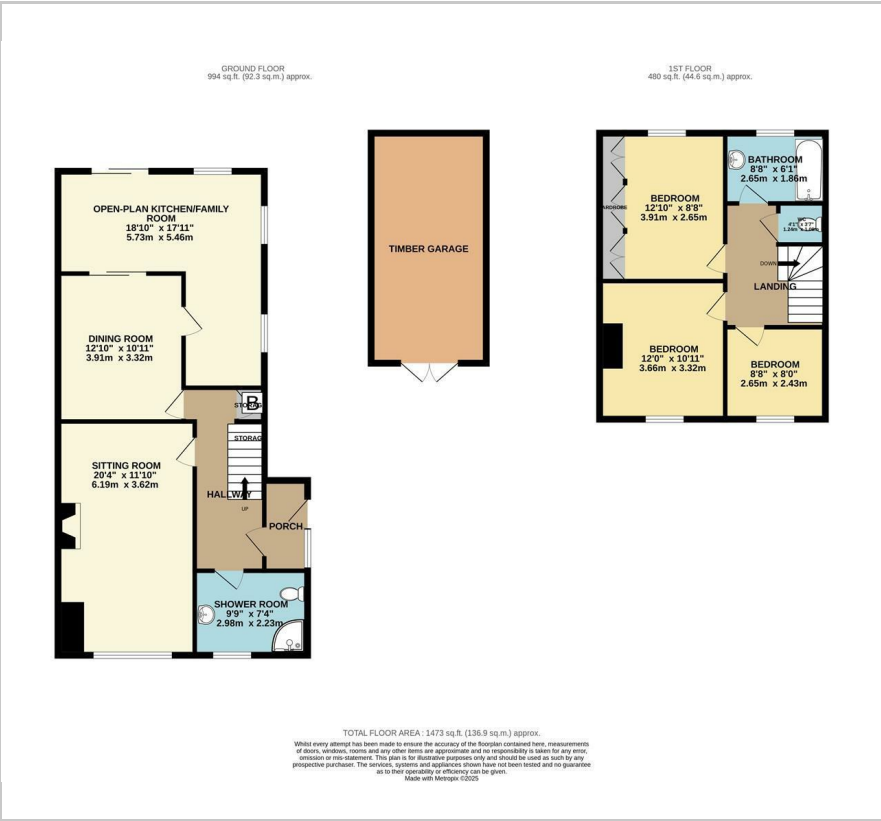 GROUND FLOOR
994 sq.ft. (92.3 sq.m.) approx.
1ST FLOOR
480 sq.ft. (44.6 sq.m.) approx.
OPEN-PLAN KITCHEN/FAMILY
ROOM
18'10" x 17'11"
5.73m x 5.46m
DINING ROOM
12'10" x 10'11"
3.91m x 3.32m
STORAG
B
STORAG
SITTING ROOM
20'4" x 11'10"
6.19m x 3.62m
HALLWAY
UP
PORCH
SHOWER ROOM
9'9" x 7'4"
2.98m x 2.23m
TIMBER GARAGE
BEDROOM
12'10" x 8'8"
3.91m x 2.65m
BATHROOM
8'8" x 6'1"
2.65m x 1.86m
4'1" x 3'7"
1.24m x 1.09m
DOWN
LANDING
BEDROOM
12'0" x 10'11"
3.66m x 3.32m
BEDROOM
8'8" x 8'0"
2.65m x 2.43m
TOTAL FLOOR AREA : 1473 sq.ft. (136.9 sq.m.) approx.
Whilst every attempt has been made to ensure the accuracy of the floorplan contained here, measurements
of doors, windows, rooms and any other items are approximate and no responsibility is taken for any error,
omission or mis-statement. This plan is for illustrative purposes only and should be used as such by any
prospective purchaser. The services, systems and appliances shown have not been tested and no guarantee
as to their operability or efficiency can be given.
Made with Metropix ©2025